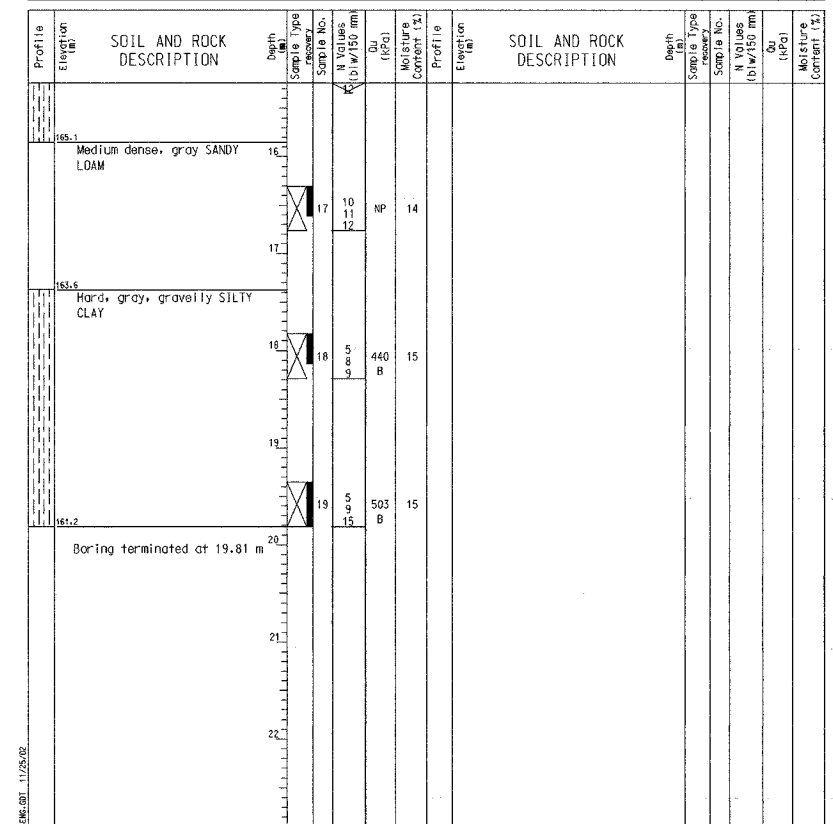 Profile
Elevation
(m)
SOIL AND ROCK
DESCRIPTION
Depth
(m)
Sample Type
recovery
Sample No.
N Values
(blw/150 mm)
Qu
(kPa)
Moisture
Content (%)
Profile
Elevation
(m)
SOIL AND ROCK
DESCRIPTION
Depth
(m)
Sample Type
recovery
Sample No.
N Values
(blw/150 mm)
Qu
(kPa)
Moisture
Content (%)
12
165.1
Medium dense, gray SANDY
LOAM
16
17
10
11
12
NP
14
17
163.6
Hard, gray, gravelly SILTY
CLAY
18
18
5
8
9
440
B
15
19
19
5
9
15
503
B
15
161.2
Boring terminated at 19.81 m
20
21
22
ENG.GDT 11/25/02